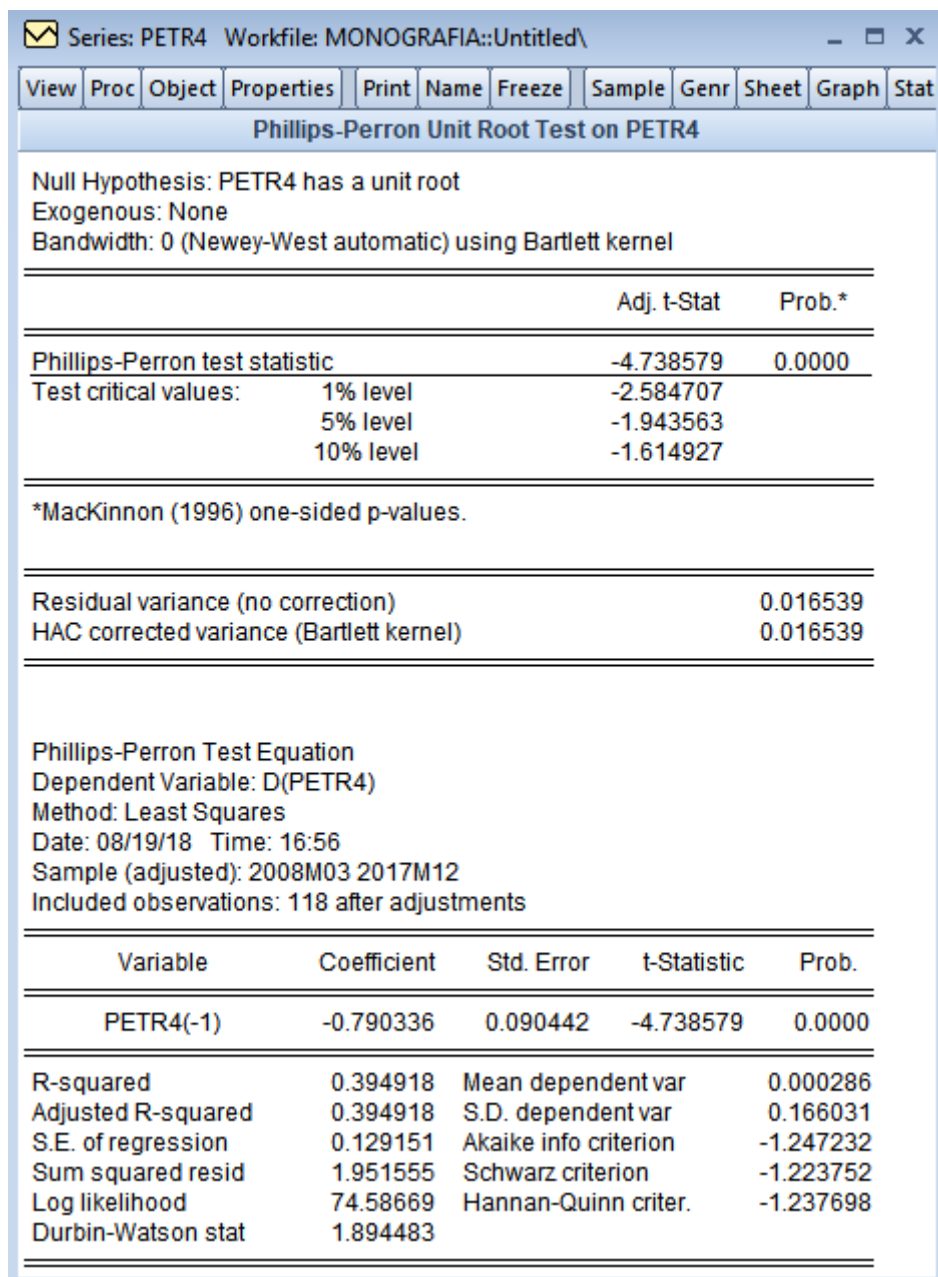 Series: PETR4 Workfile: MONOGRAFIA::Untitled\
View Proc Object Properties Print Name Freeze Sample Genr Sheet Graph Stat
Phillips-Perron Unit Root Test on PETR4
Null Hypothesis: PETR4 has a unit root
Exogenous: None
Bandwidth: 0 (Newey-West automatic) using Bartlett kernel
Adj. t-Stat Prob.*
Phillips-Perron test statistic -4.738579 0.0000
Test critical values: 1% level -2.584707
5% level -1.943563
10% level -1.614927
*MacKinnon (1996) one-sided p-values.
Residual variance (no correction) 0.016539
HAC corrected variance (Bartlett kernel) 0.016539
Phillips-Perron Test Equation
Dependent Variable: D(PETR4)
Method: Least Squares
Date: 08/19/18 Time: 16:56
Sample (adjusted): 2008M03 2017M12
Included observations: 118 after adjustments
Variable Coefficient Std. Error t-Statistic Prob.
PETR4(-1) -0.790336 0.090442 -4.738579 0.0000
R-squared 0.394918 Mean dependent var 0.000286
Adjusted R-squared 0.394918 S.D. dependent var 0.166031
S.E. of regression 0.129151 Akaike info criterion -1.247232
Sum squared resid 1.951555 Schwarz criterion -1.223752
Log likelihood 74.58669 Hannan-Quinn criter. -1.237698
Durbin-Watson stat 1.894483